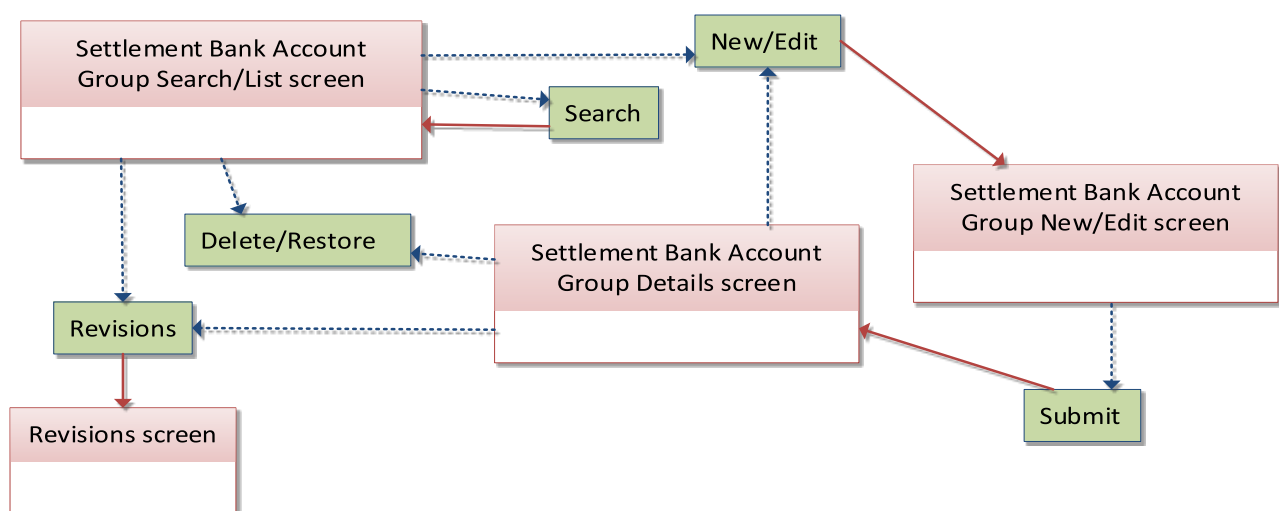 Settlement Bank Account
Group Search/List screen
New/Edit
Search
Settlement Bank Account
Group New/Edit screen
Delete/Restore
Settlement Bank Account
Group Details screen
Revisions
Submit
Revisions screen